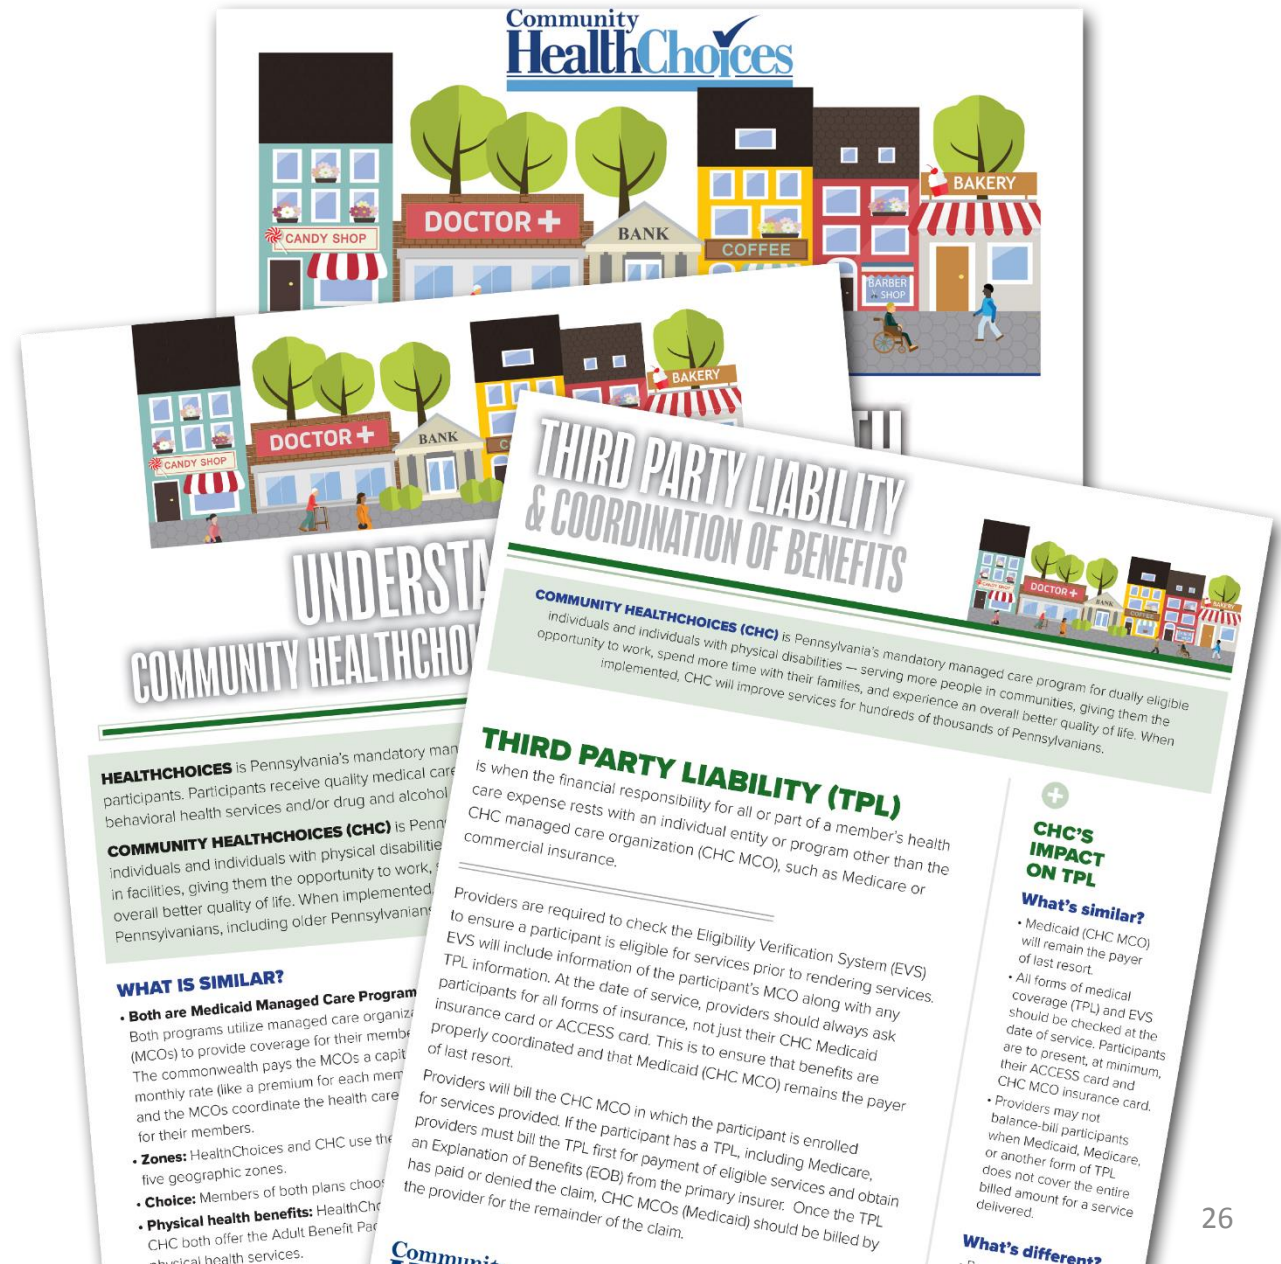 Community
HealthChoices
CANDY SHOP
DOCTOR +
BANK
COFFEE
BARBER
SHOP
BAKERY
TH
CANDY SHOP
DOCTOR +
BANK
BAKERY
UNDERSTA
COMMUNITY HEALTHCHOI
HEALTHCHOICES is Pennsylvania's mandatory man
participants. Participants receive quality medical care
behavioral health services and/or drug and alcohol
COMMUNITY HEALTHCHOICES (CHC) is Penn
individuals and individuals with physical disabilitie
in facilities, giving them the opportunity to work, s
overall better quality of life. When implemented,
Pennsylvanians, including older Pennsylvanians
WHAT IS SIMILAR?
• Both are Medicaid Managed Care Program
Both programs utilize managed care organiza
(MCOs) to provide coverage for their membe
The commonwealth pays the MCOs a capit
monthly rate (like a premium for each mem
and the MCOs coordinate the health care
for their members.
• Zones: HealthChoices and CHC use the
five geographic zones.
• Choice: Members of both plans choos
• Physical health benefits: HealthCho
CHC both offer the Adult Benefit Pac
physical health services.
THIRD PARTY LIABILITY
& COORDINATION OF BENEFITS
CANDY SHOP
DOCTOR +
BANK
COFFEE
BAKERY
COMMUNITY HEALTHCHOICES (CHC) is Pennsylvania's mandatory managed care program for dually eligible
individuals and individuals with physical disabilities — serving more people in communities, giving them the
opportunity to work, spend more time with their families, and experience an overall better quality of life. When
implemented, CHC will improve services for hundreds of thousands of Pennsylvanians.
THIRD PARTY LIABILITY (TPL)
is when the financial responsibility for all or part of a member's health
care expense rests with an individual entity or program other than the
CHC managed care organization (CHC MCO), such as Medicare or
commercial insurance.
Providers are required to check the Eligibility Verification System (EVS)
to ensure a participant is eligible for services prior to rendering services.
EVS will include information of the participant's MCO along with any
TPL information. At the date of service, providers should always ask
participants for all forms of insurance, not just their CHC Medicaid
insurance card or ACCESS card. This is to ensure that benefits are
properly coordinated and that Medicaid (CHC MCO) remains the payer
of last resort.
Providers will bill the CHC MCO in which the participant is enrolled
for services provided. If the participant has a TPL, including Medicare,
providers must bill the TPL first for payment of eligible services and obtain
an Explanation of Benefits (EOB) from the primary insurer. Once the TPL
has paid or denied the claim, CHC MCOs (Medicaid) should be billed by
the provider for the remainder of the claim.
Community
CHC'S
IMPACT
ON TPL
What's similar?
• Medicaid (CHC MCO)
will remain the payer
of last resort.
• All forms of medical
coverage (TPL) and EVS
should be checked at the
date of service. Participants
are to present, at minimum,
their ACCESS card and
CHC MCO insurance card.
• Providers may not
balance-bill participants
when Medicaid, Medicare,
or another form of TPL
does not cover the entire
billed amount for a service
delivered.
What's different?
26